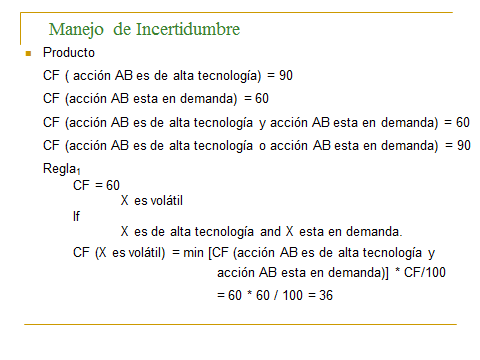 Manejo de Incertidumbre
Producto
CF ( acción AB es de alta tecnología) = 90
CF (acción AB esta en demanda) = 60
CF (acción AB es de alta tecnología y acción AB esta en demanda) = 60
CF (acción AB es de alta tecnología o acción AB esta en demanda) = 90
Regla1
CF = 60
X es volátil
If
X es de alta tecnología and X esta en demanda.
CF (X es volátil) = min [CF (acción AB es de alta tecnología y
acción AB esta en demanda)] * CF/100
= 60 * 60 / 100 = 36